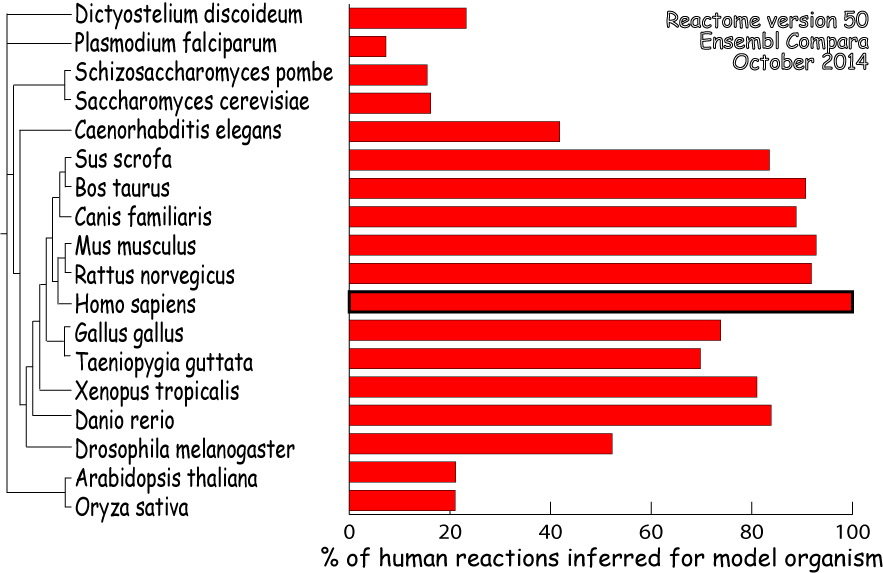 Dictyostelium discoideum
Plasmodium falciparum
Schizosaccharomyces pombe
Saccharomyces cerevisiae
Caenorhabditis elegans
Sus scrofa
Bos taurus
Canis familiaris
Mus musculus
Rattus norvegicus
Homo sapiens
Gallus gallus
Taeniopygia guttata
Xenopus tropicalis
Danio rerio
Drosophila melanogaster
Arabidopsis thaliana
Oryza sativa
Reactome version 50
Ensembl Compara
October 2014
0 20 40 60 80 100
% of human reactions inferred for model organism